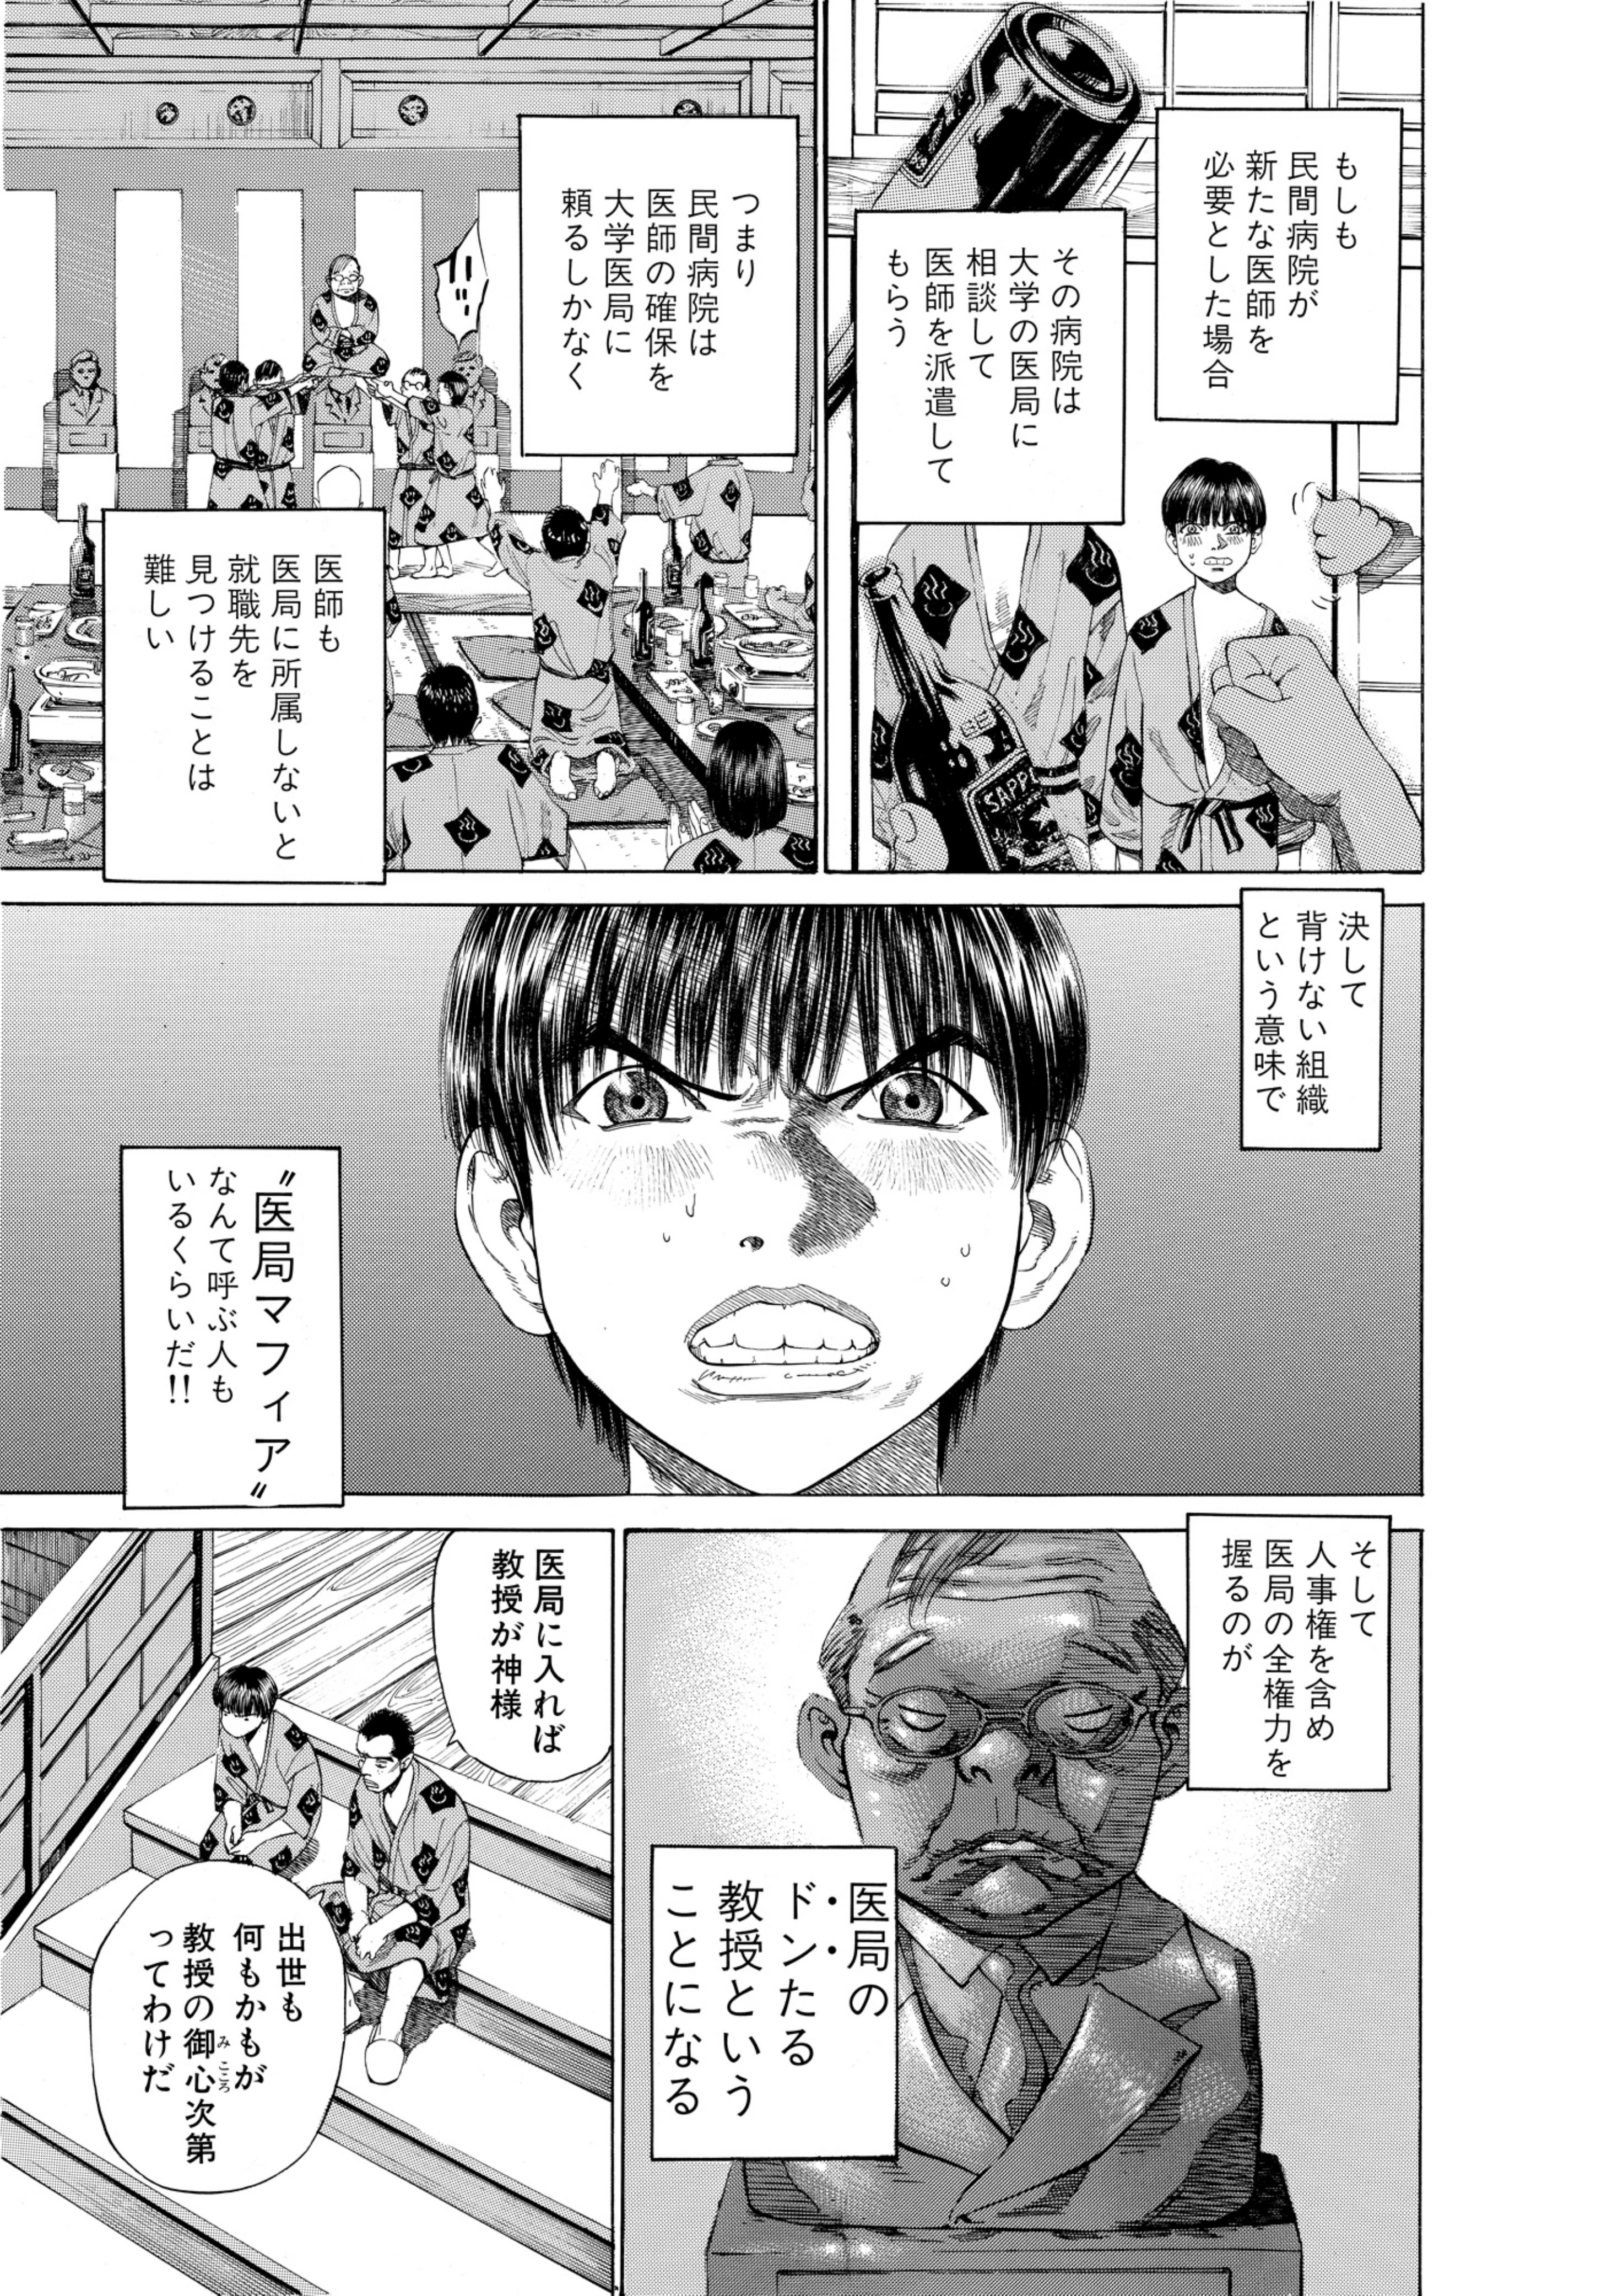 もしも
民間病院が
新たな医師を
必要とした場合
その病院は
大学の医局に
相談して
医師を派遣して
もらう
SAPP
つまり
民間病院は
医師の確保を
大学医局に
頼るしかなく
医師も
医局に所属しないと
就職先を
見つけることは
難しい
決して
背けない組織
という意味で
〝医局マフィア〟
なんて呼ぶ人も
いるくらいだ!!
そして
人事権を含め
医局の全権力を
握るのが
医局の
ドンたる
教授という
ことになる
医局に入れば
教授が神様
出世も
何もかもが
教授の御心次第
みこころ
ってわけだ